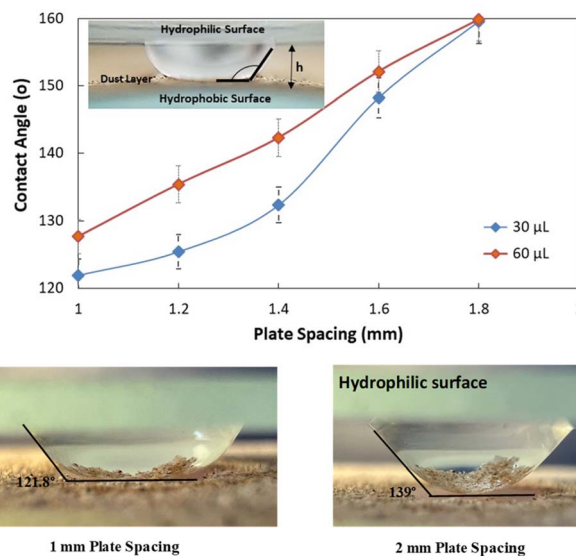 160
150
140
130
120
Contact Angle (o)
Hydrophilic Surface
Dust Layer
h
Hydrophobic Surface
30 µL
60 µL
1
1.2
1.4
1.6
1.8
Plate Spacing (mm)
121.8°
1 mm Plate Spacing
Hydrophilic surface
139°
2 mm Plate Spacing